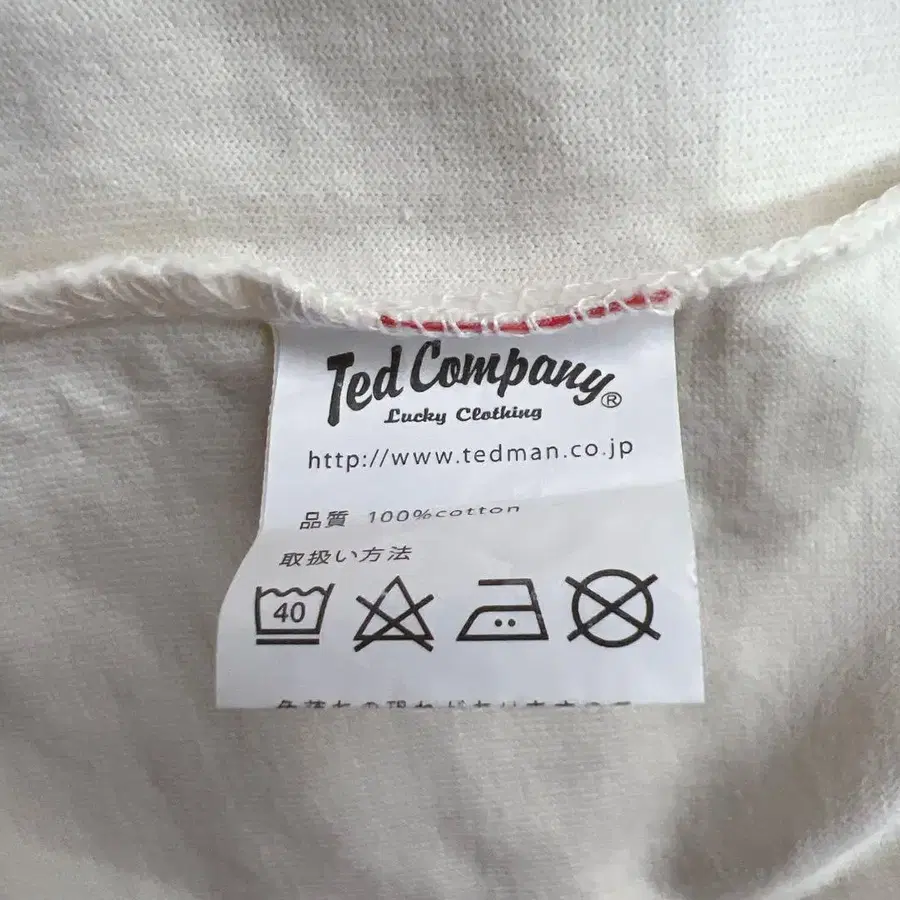 Ted Company®
Lucky Clothing
http://www.tedman.co.jp
品質 100%cotton
取扱い方法
40